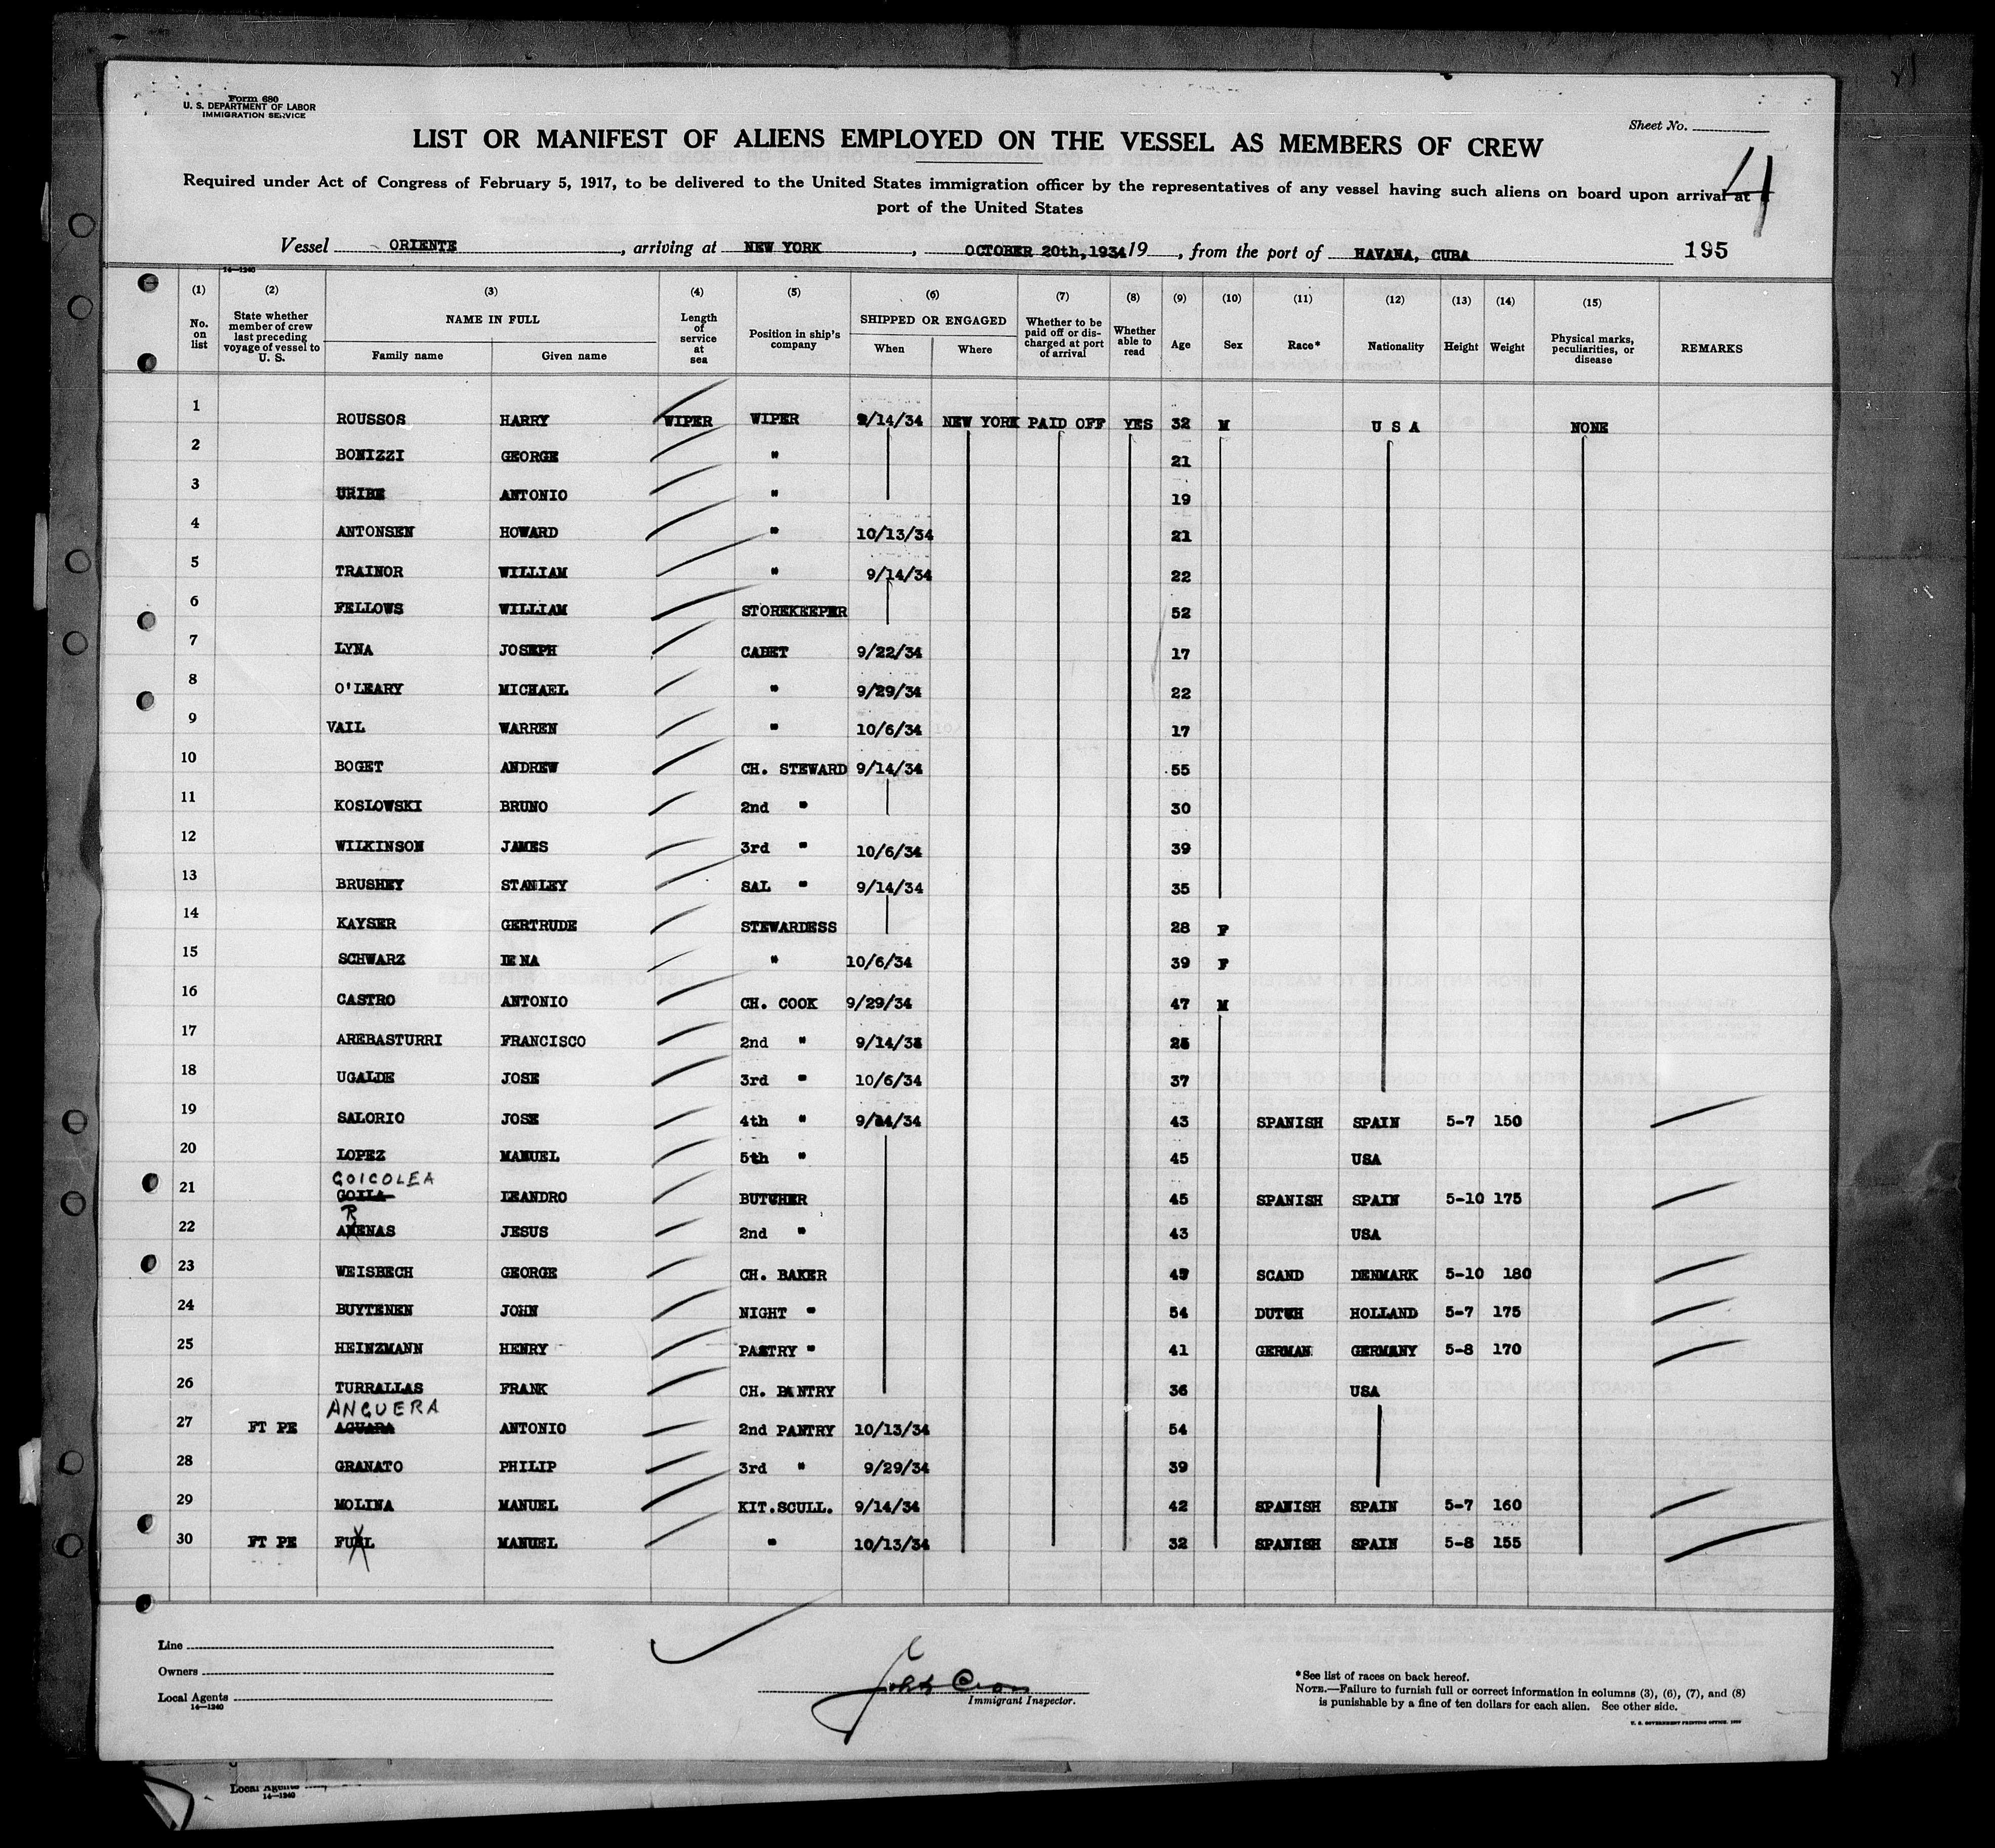 Form 680
U. S. DEPARTMENT OF LABOR
IMMIGRATION SERVICE
Sheet No.
4
LIST OR MANIFEST OF ALIENS EMPLOYED ON THE VESSEL AS MEMBERS OF CREW
Required under Act of Congress of February 5, 1917, to be delivered to the United States immigration officer by the representatives of any vessel having such aliens on board upon arrival at
port of the United States
Vessel ORIENTE, arriving at NEW YORK, OCTOBER 20th, 1934 19, from the port of HAVANA, CUBA 195
14—1240
(1) (2) (3) (4) (5) (6) (7) (8) (9) (10) (11) (12) (13) (14) (15)
No. on list State whether member of crew last preceding voyage of vessel to U. S. NAME IN FULL Family name Given name Length of service at sea Position in ship's company SHIPPED OR ENGAGED When Where Whether to be paid off or discharged at port of arrival Whether able to read Age Sex Race* Nationality Height Weight Physical marks, peculiarities, or disease REMARKS
1 ROUSSOS HARRY WIPER WIPER 9/14/34 NEW YORK PAID OFF YES 32 M U S A NONE
2 BONIZZI GEORGE " 21
3 URIBE ANTONIO " 19
4 ANTONSEN HOWARD " 10/13/34 21
5 TRAINOR WILLIAM " 9/14/34 22
6 FELLOWS WILLIAM STOREKEEPER 52
7 LYNA JOSEPH CADET 9/22/34 17
8 O'LEARY MICHAEL " 9/29/34 22
9 VAIL WARREN " 10/6/34 17
10 BOGET ANDREW CH. STEWARD 9/14/34 55
11 KOSLOWSKI BRUNO 2nd " 30
12 WILKINSON JAMES 3rd " 10/6/34 39
13 BRUSHEY STANLEY SAL " 9/14/34 35
14 KAYSER GERTRUDE STEWARDESS 28 F
15 SCHWARZ LENA " 10/6/34 39 F
16 CASTRO ANTONIO CH. COOK 9/29/34 47 M
17 AREBASTURRI FRANCISCO 2nd " 9/14/34
18 UGALDE JOSE 3rd " 10/6/34 37
19 SALORIO JOSE 4th " 9/14/34 43 SPANISH SPAIN 5-7 150
20 LOPEZ MANUEL 5th " 45 USA
GOICOLEA
21 GOILA LEANDRO BUTCHER 45 SPANISH SPAIN 5-10 175
R
22 AMENAS JESUS 2nd " 43 USA
23 WEISBECH GEORGE CH. BAKER SCAND DENMARK 5-10 180
24 BUYTENEN JOHN NIGHT " 54 DUTCH HOLLAND 5-7 175
25 HEINZMANN HENRY PASTRY " 41 GERMAN GERMANY 5-8 170
26 TURRALLAS FRANK CH. PANTRY 36 USA
ANGUERA
27 FT PE AGUARA ANTONIO 2nd PANTRY 10/13/34 54
28 GRANATO PHILIP 3rd " 9/29/34 39
29 MOLINA MANUEL KIT.SCULL. 9/14/34 42 SPANISH SPAIN 5-7 160
30 FT PE FUEL MANUEL " 10/13/34 32 SPANISH SPAIN 5-8 155
Line
Owners
Local Agents
14—1240
Immigrant Inspector.
*See list of races on back hereof.
NOTE.—Failure to furnish full or correct information in columns (3), (6), (7), and (8)
is punishable by a fine of ten dollars for each alien. See other side.
Local Agents
14—1240